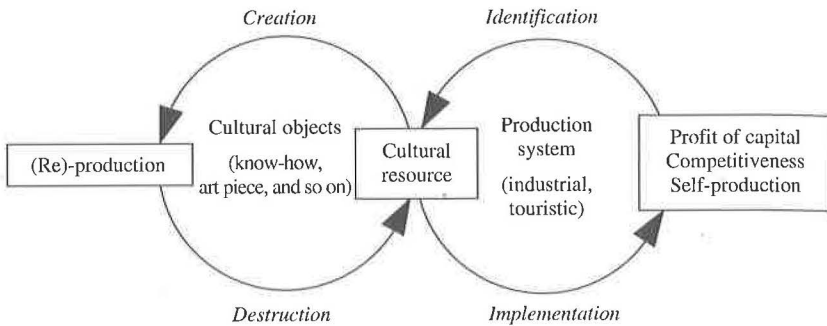 Creation
Identification
(Re)-production
Cultural objects
(know-how,
art piece, and so on)
Cultural
resource
Production
system
(industrial,
touristic)
Profit of capital
Competitiveness
Self-production
Destruction
Implementation